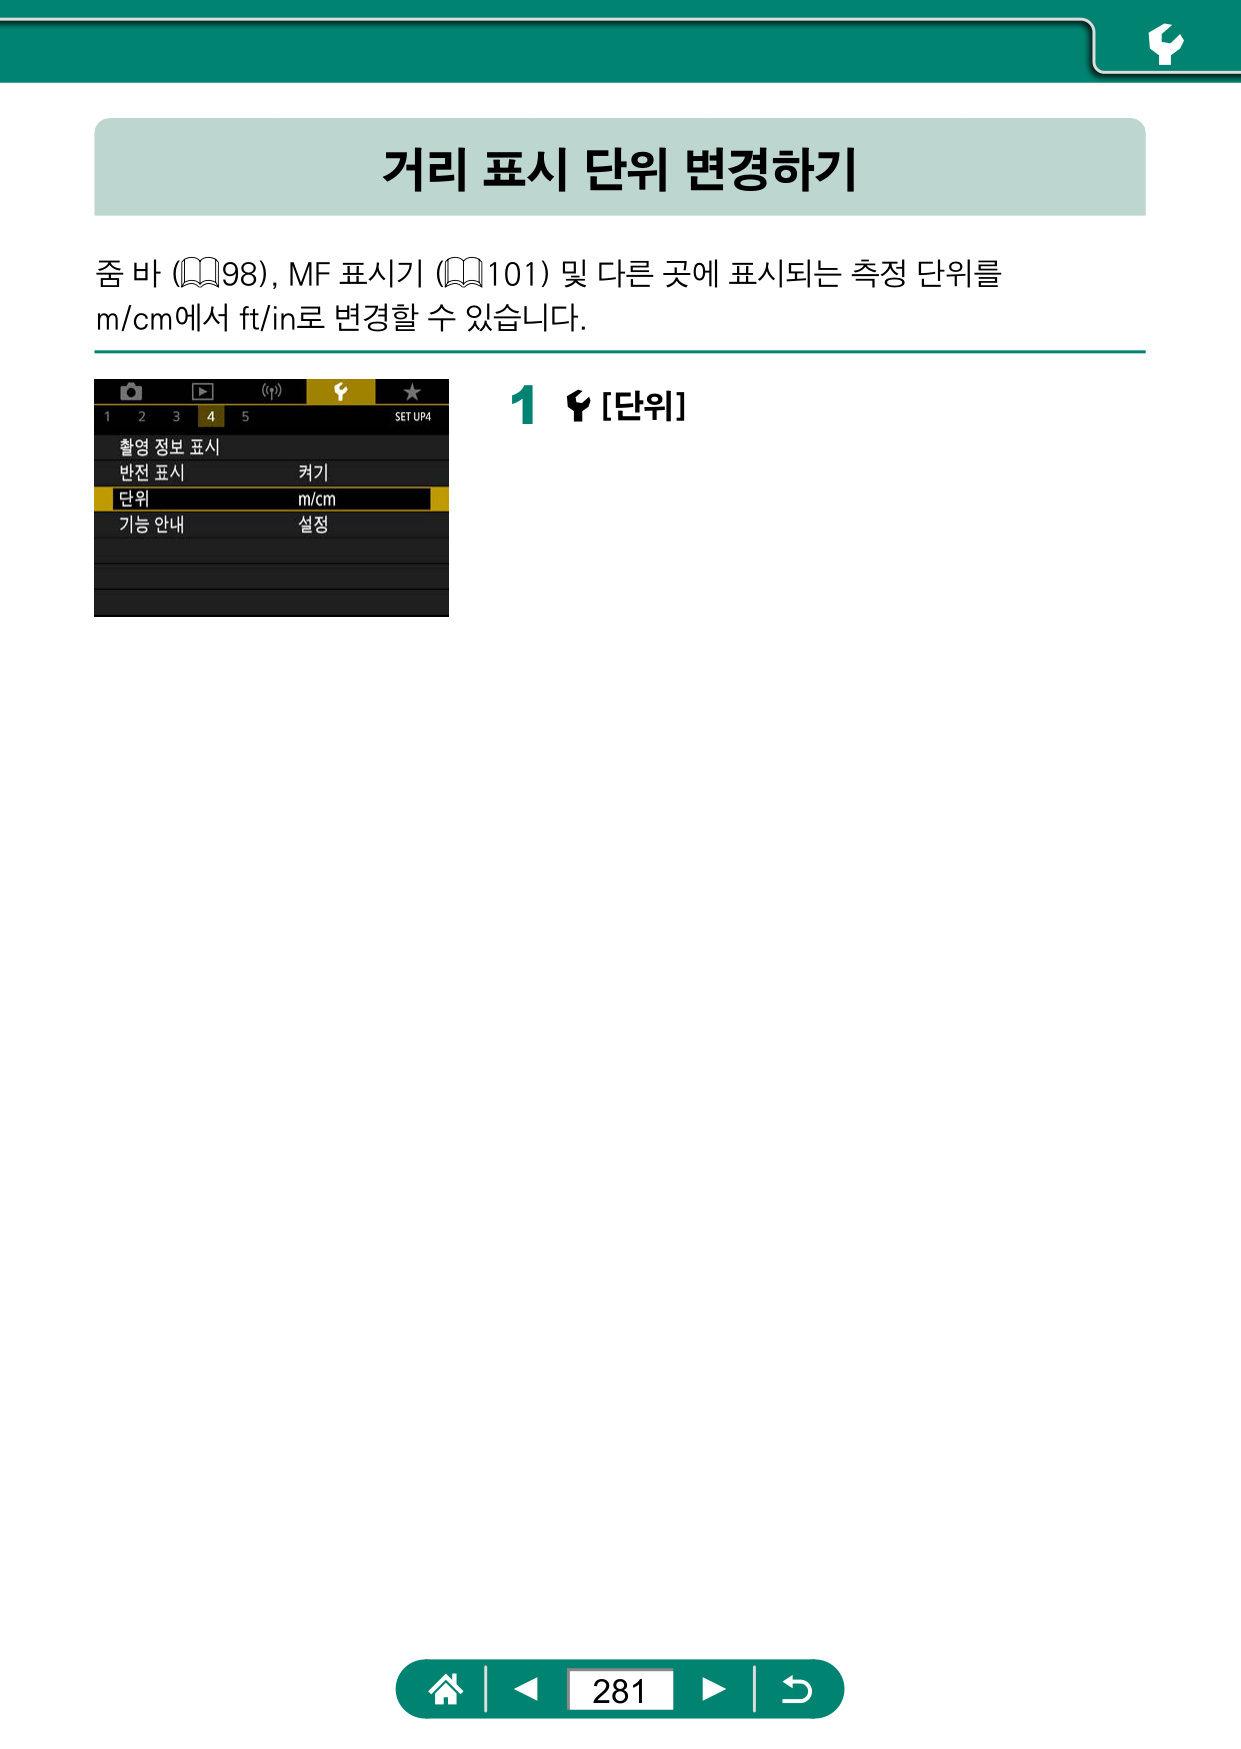 거리 표시 단위 변경하기
줌 바 (98), MF 표시기 (101) 및 다른 곳에 표시되는 측정 단위를
m/cm에서 ft/in로 변경할 수 있습니다.
1 2 3 4 5 SET UP4
촬영 정보 표시
반전 표시 켜기
단위 m/cm
기능 안내 설정
1 [단위]
281